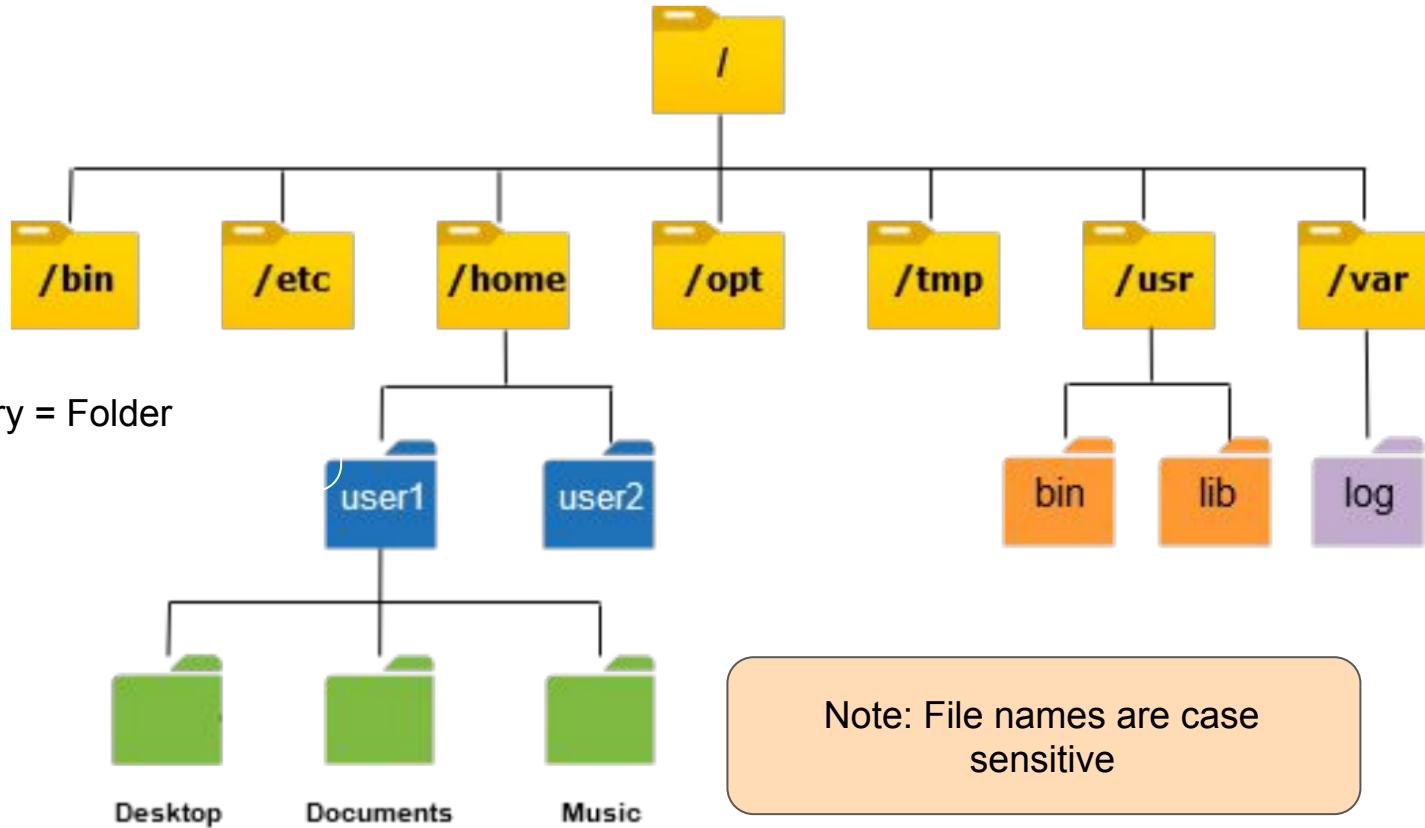 /
/bin
/etc
/home
/opt
/tmp
/usr
/var
ry = Folder
user1
user2
bin
lib
log
Desktop
Documents
Music
Note: File names are case
sensitive